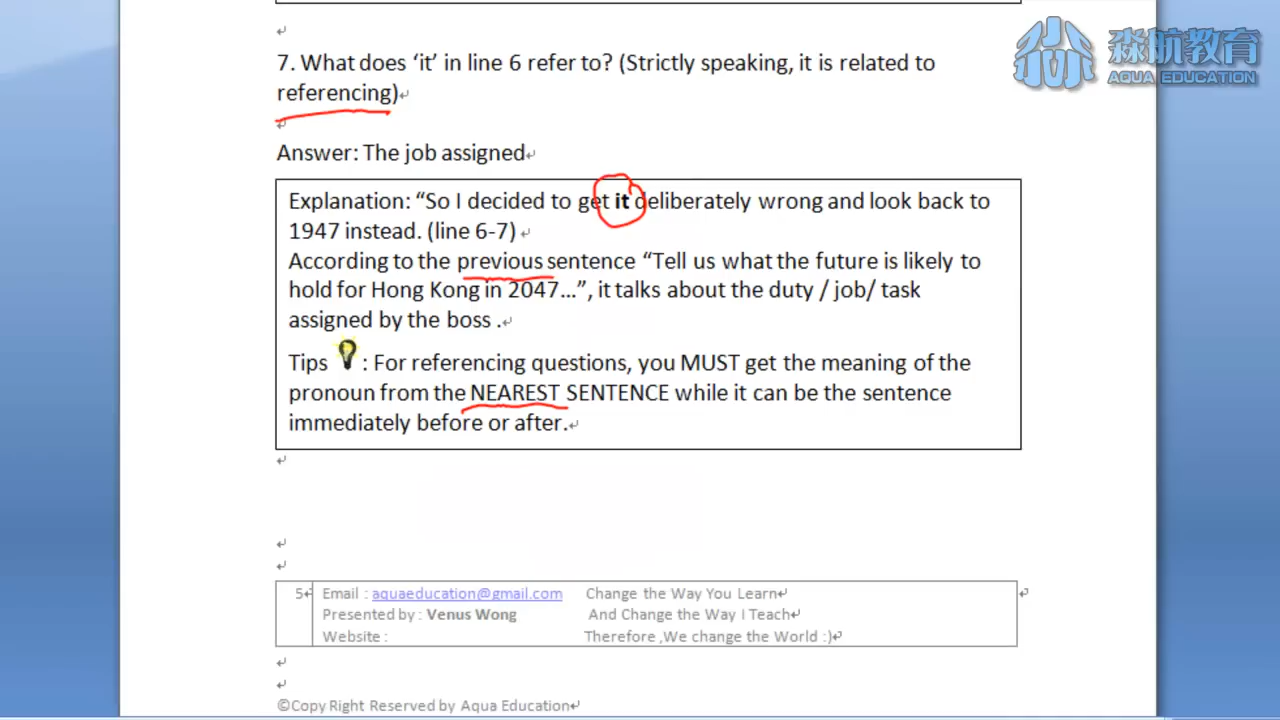 淼航教育
AQUA EDUCATION
7. What does ‘it’ in line 6 refer to? (Strictly speaking, it is related to
referencing)
Answer: The job assigned
Explanation: “So I decided to get it deliberately wrong and look back to
1947 instead. (line 6-7)
According to the previous sentence “Tell us what the future is likely to
hold for Hong Kong in 2047…”, it talks about the duty / job/ task
assigned by the boss .
Tips : For referencing questions, you MUST get the meaning of the
pronoun from the NEAREST SENTENCE while it can be the sentence
immediately before or after.
5 Email : aquaeducation@gmail.com Change the Way You Learn
Presented by : Venus Wong And Change the Way I Teach
Website : Therefore ,We change the World :)
©Copy Right Reserved by Aqua Education